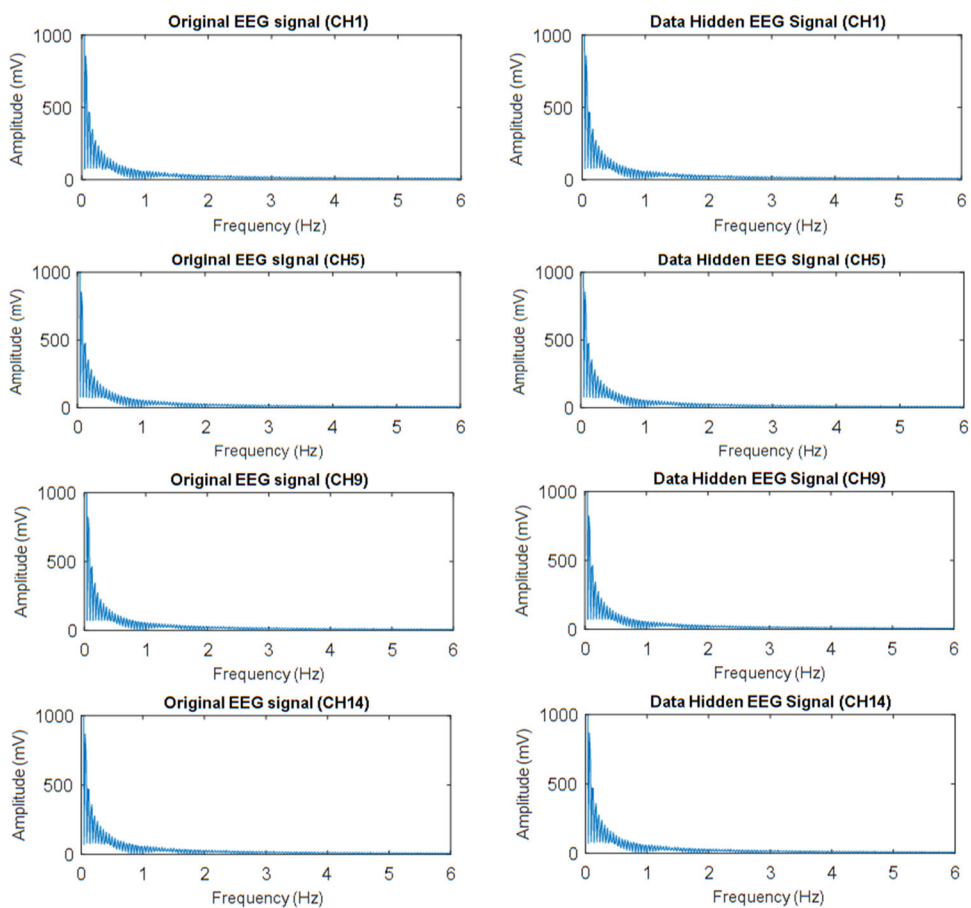 Original EEG signal (CH1)
1000
500
0
Amplitude (mV)
0 1 2 3 4 5 6
Frequency (Hz)
Data Hidden EEG Signal (CH1)
1000
500
0
Amplitude (mV)
0 1 2 3 4 5 6
Frequency (Hz)
Original EEG signal (CH5)
1000
500
0
Amplitude (mV)
0 1 2 3 4 5 6
Frequency (Hz)
Data Hidden EEG Signal (CH5)
1000
500
0
Amplitude (mV)
0 1 2 3 4 5 6
Frequency (Hz)
Original EEG signal (CH9)
1000
500
0
Amplitude (mV)
0 1 2 3 4 5 6
Frequency (Hz)
Data Hidden EEG Signal (CH9)
1000
500
0
Amplitude (mV)
0 1 2 3 4 5 6
Frequency (Hz)
Original EEG signal (CH14)
1000
500
0
Amplitude (mV)
0 1 2 3 4 5 6
Frequency (Hz)
Data Hidden EEG Signal (CH14)
1000
500
0
Amplitude (mV)
0 1 2 3 4 5 6
Frequency (Hz)